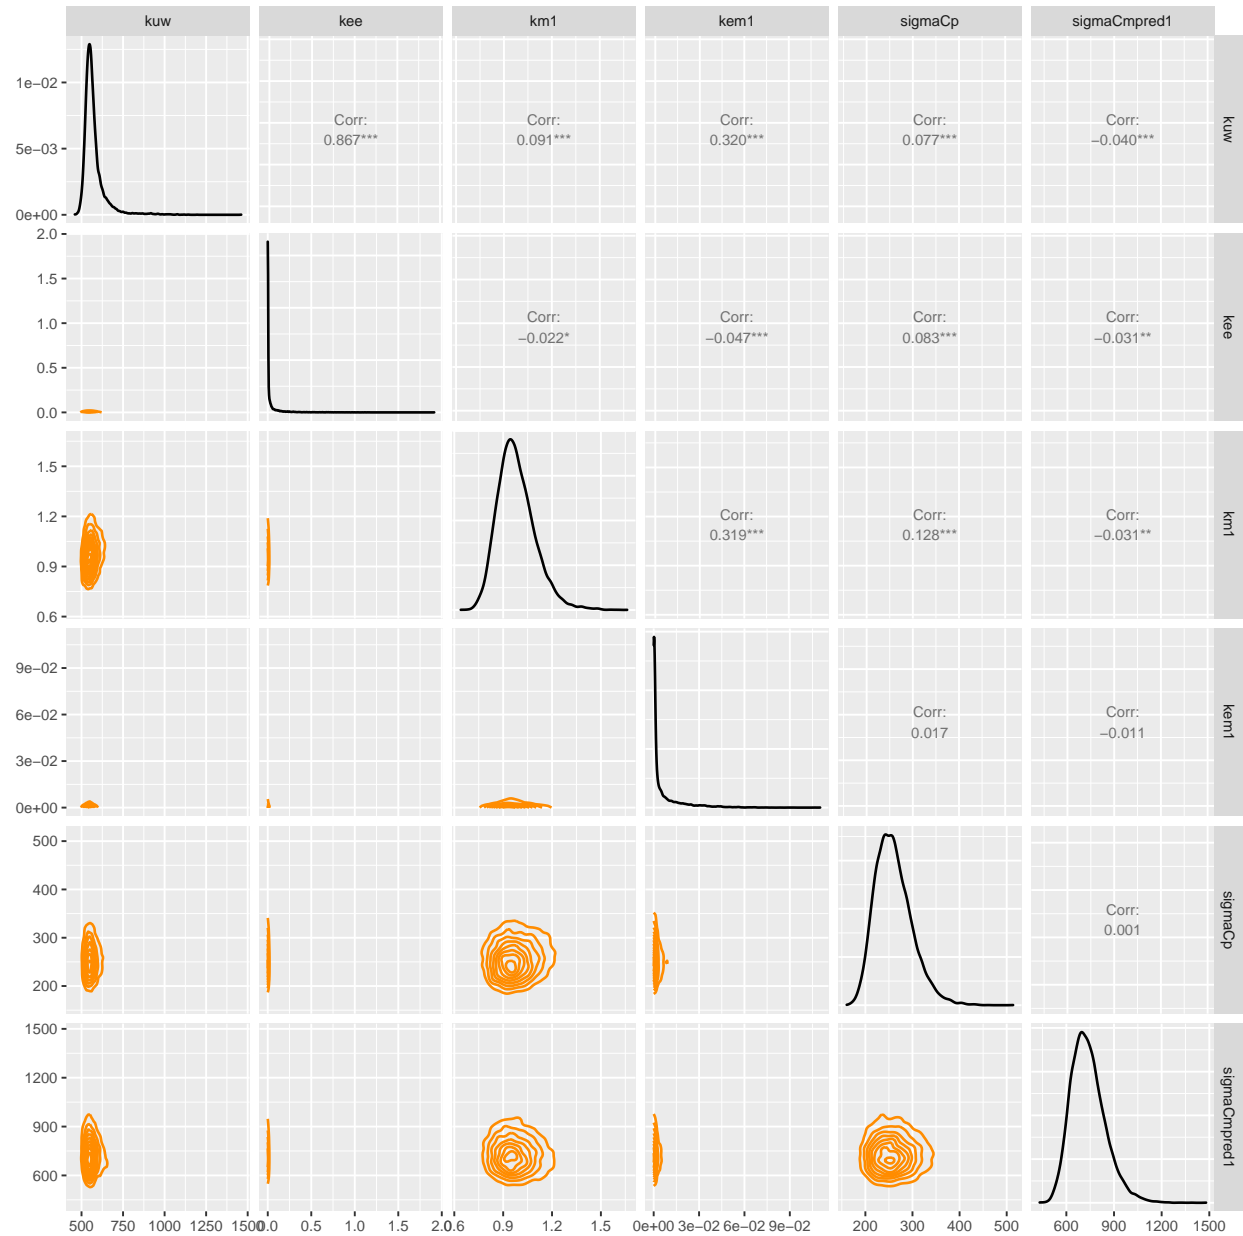 kuw kee km1 kem1 sigmaCp sigmaCmpred1
1e−02
5e−03
0e+00
Corr:
0.867***
Corr:
0.091***
Corr:
0.320***
Corr:
0.077***
Corr:
−0.040***
kuw
2.0
1.5
1.0
0.5
0.0
Corr:
−0.022*
Corr:
−0.047***
Corr:
0.083***
Corr:
−0.031**
kee
1.5
1.2
0.9
0.6
Corr:
0.319***
Corr:
0.128***
Corr:
−0.031**
km1
9e−02
6e−02
3e−02
0e+00
Corr:
0.017
Corr:
−0.011
kem1
500
400
300
200
Corr:
0.001
sigmaCp
1500
1200
900
600
sigmaCmpred1
500 750 1000 1250 1500 0.0 0.5 1.0 1.5 2.0 0.6 0.9 1.2 1.5 0e+00 3e−02 6e−02 9e−02 200 300 400 500 600 900 1200 1500